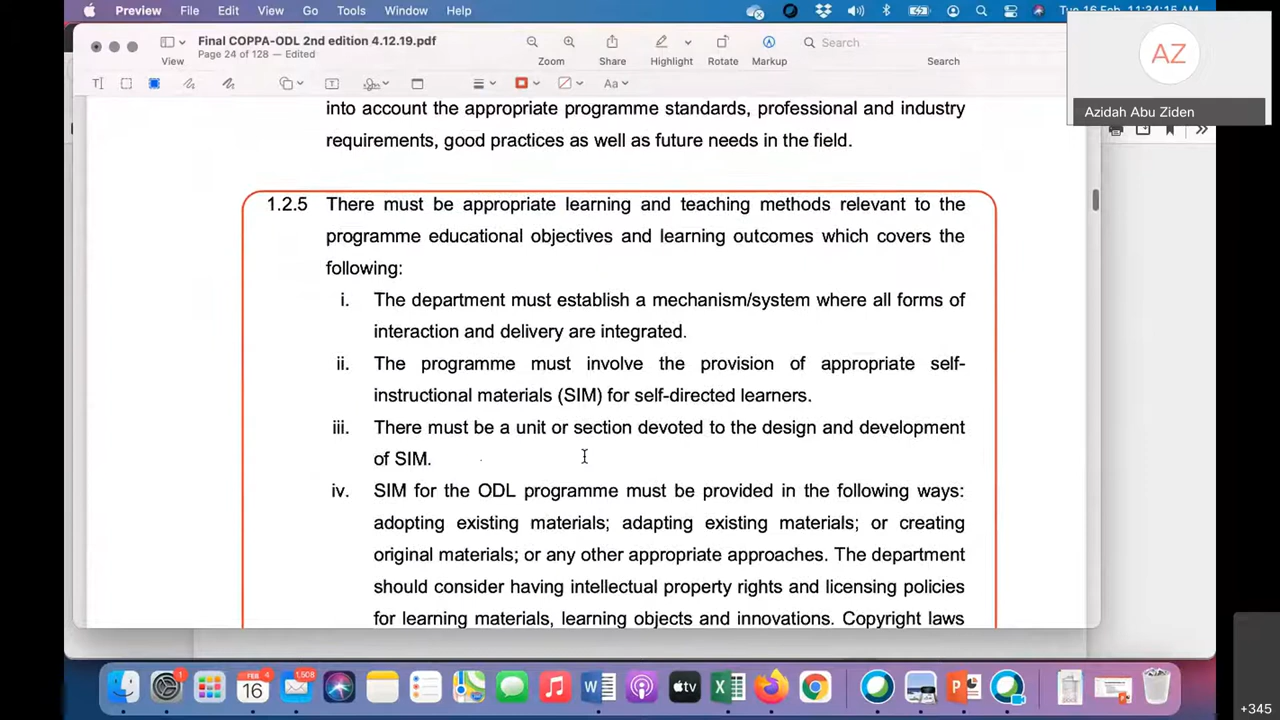 Preview File Edit View Go Tools Window Help
Final COPPA-ODL 2nd edition 4.12.19.pdf
Page 24 of 128 — Edited
View Zoom Share Highlight Rotate Markup Search
Search
Aa
AZ
Azidah Abu Ziden
into account the appropriate programme standards, professional and industry
requirements, good practices as well as future needs in the field.
1.2.5 There must be appropriate learning and teaching methods relevant to the
programme educational objectives and learning outcomes which covers the
following:
i. The department must establish a mechanism/system where all forms of
interaction and delivery are integrated.
ii. The programme must involve the provision of appropriate self-
instructional materials (SIM) for self-directed learners.
iii. There must be a unit or section devoted to the design and development
of SIM.
iv. SIM for the ODL programme must be provided in the following ways:
adopting existing materials; adapting existing materials; or creating
original materials; or any other appropriate approaches. The department
should consider having intellectual property rights and licensing policies
for learning materials, learning objects and innovations. Copyright laws
FEB
16
4
1,508
1
tv
+345